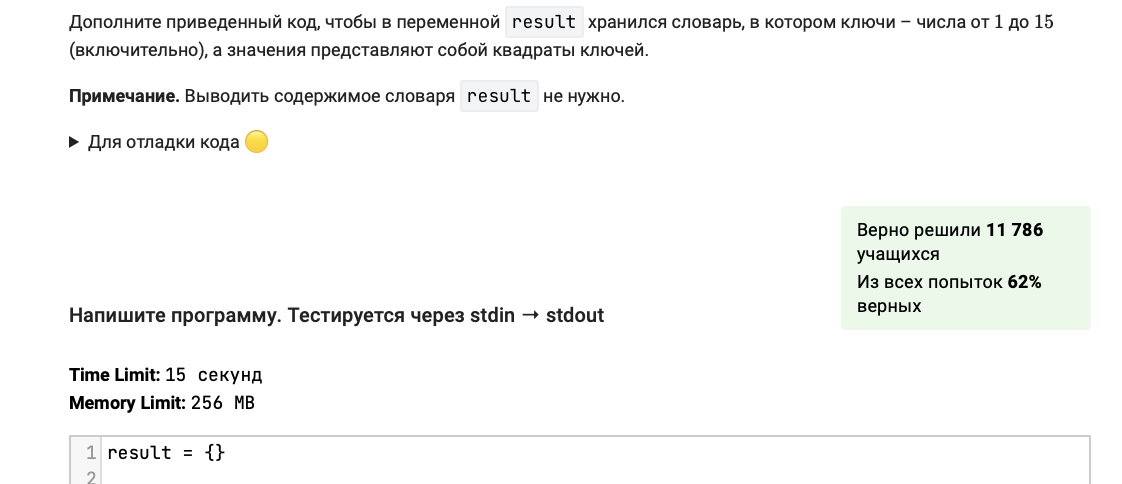 Дополните приведенный код, чтобы в переменной result хранился словарь, в котором ключи – числа от 1 до 15
(включительно), а значения представляют собой квадраты ключей.
Примечание. Выводить содержимое словаря result не нужно.
Для отладки кода
Верно решили 11 786
учащихся
Из всех попыток 62%
верных
Напишите программу. Тестируется через stdin → stdout
Time Limit: 15 секунд
Memory Limit: 256 MB
1 result = {}
2